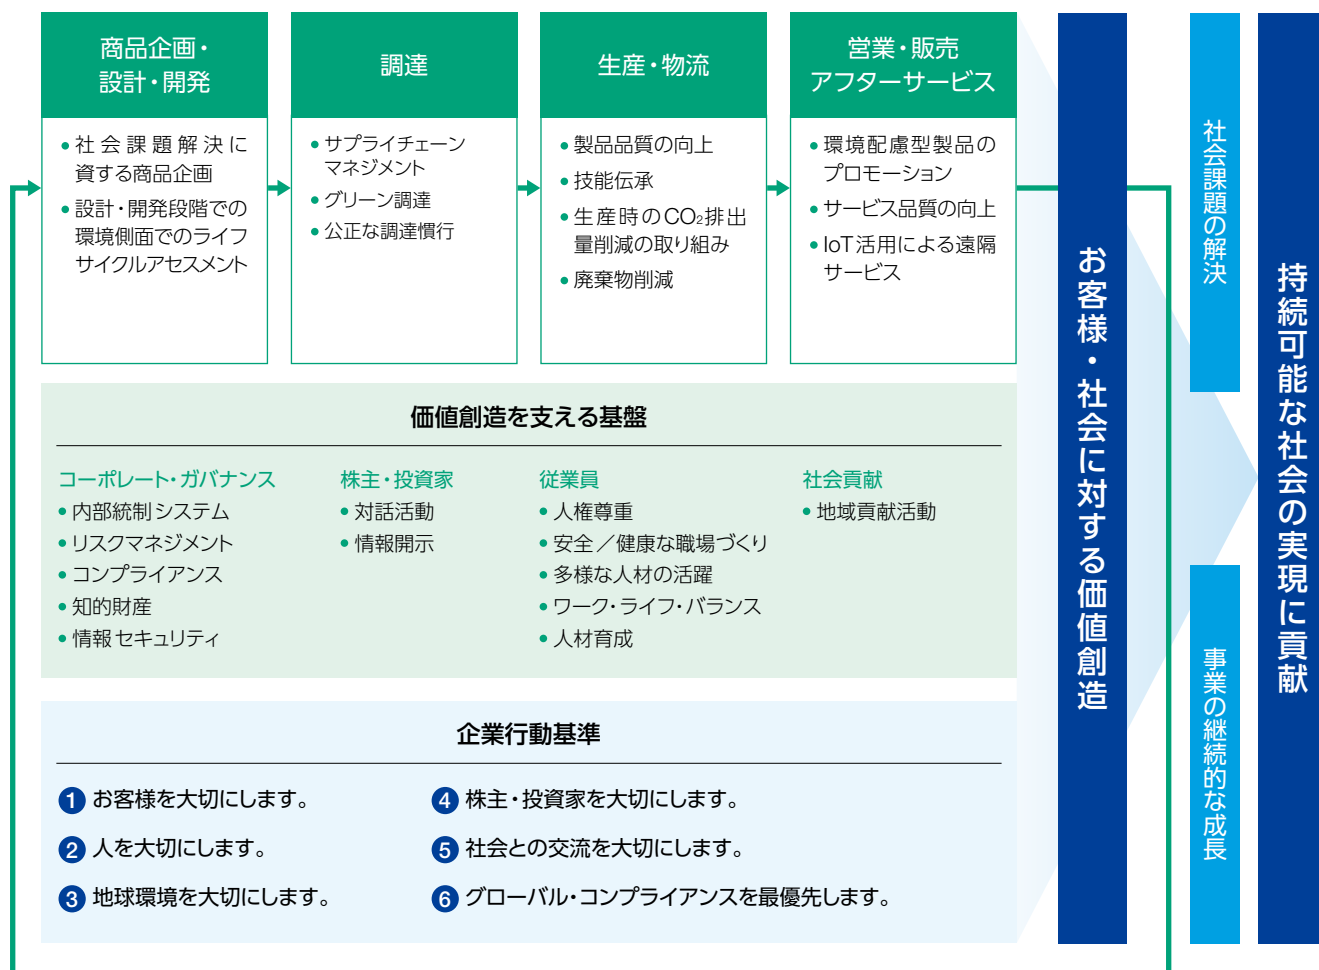 商品企画・
設計・開発
• 社会課題解決に
資する商品企画
• 設計・開発段階での
環境側面でのライフ
サイクルアセスメント
調達
• サプライチェーン
マネジメント
• グリーン調達
• 公正な調達慣行
生産・物流
• 製品品質の向上
• 技能伝承
• 生産時のCO₂排出
量削減の取り組み
• 廃棄物削減
営業・販売
アフターサービス
• 環境配慮型製品の
プロモーション
• サービス品質の向上
• IoT活用による遠隔
サービス
価値創造を支える基盤
コーポレート・ガバナンス
• 内部統制システム
• リスクマネジメント
• コンプライアンス
• 知的財産
• 情報セキュリティ
株主・投資家
• 対話活動
• 情報開示
従業員
• 人権尊重
• 安全／健康な職場づくり
• 多様な人材の活躍
• ワーク・ライフ・バランス
• 人材育成
社会貢献
• 地域貢献活動
企業行動基準
1 お客様を大切にします。
2 人を大切にします。
3 地球環境を大切にします。
4 株主・投資家を大切にします。
5 社会との交流を大切にします。
6 グローバル・コンプライアンスを最優先します。
お客様・社会に対する価値創造
社会課題の解決
事業の継続的な成長
持続可能な社会の実現に貢献